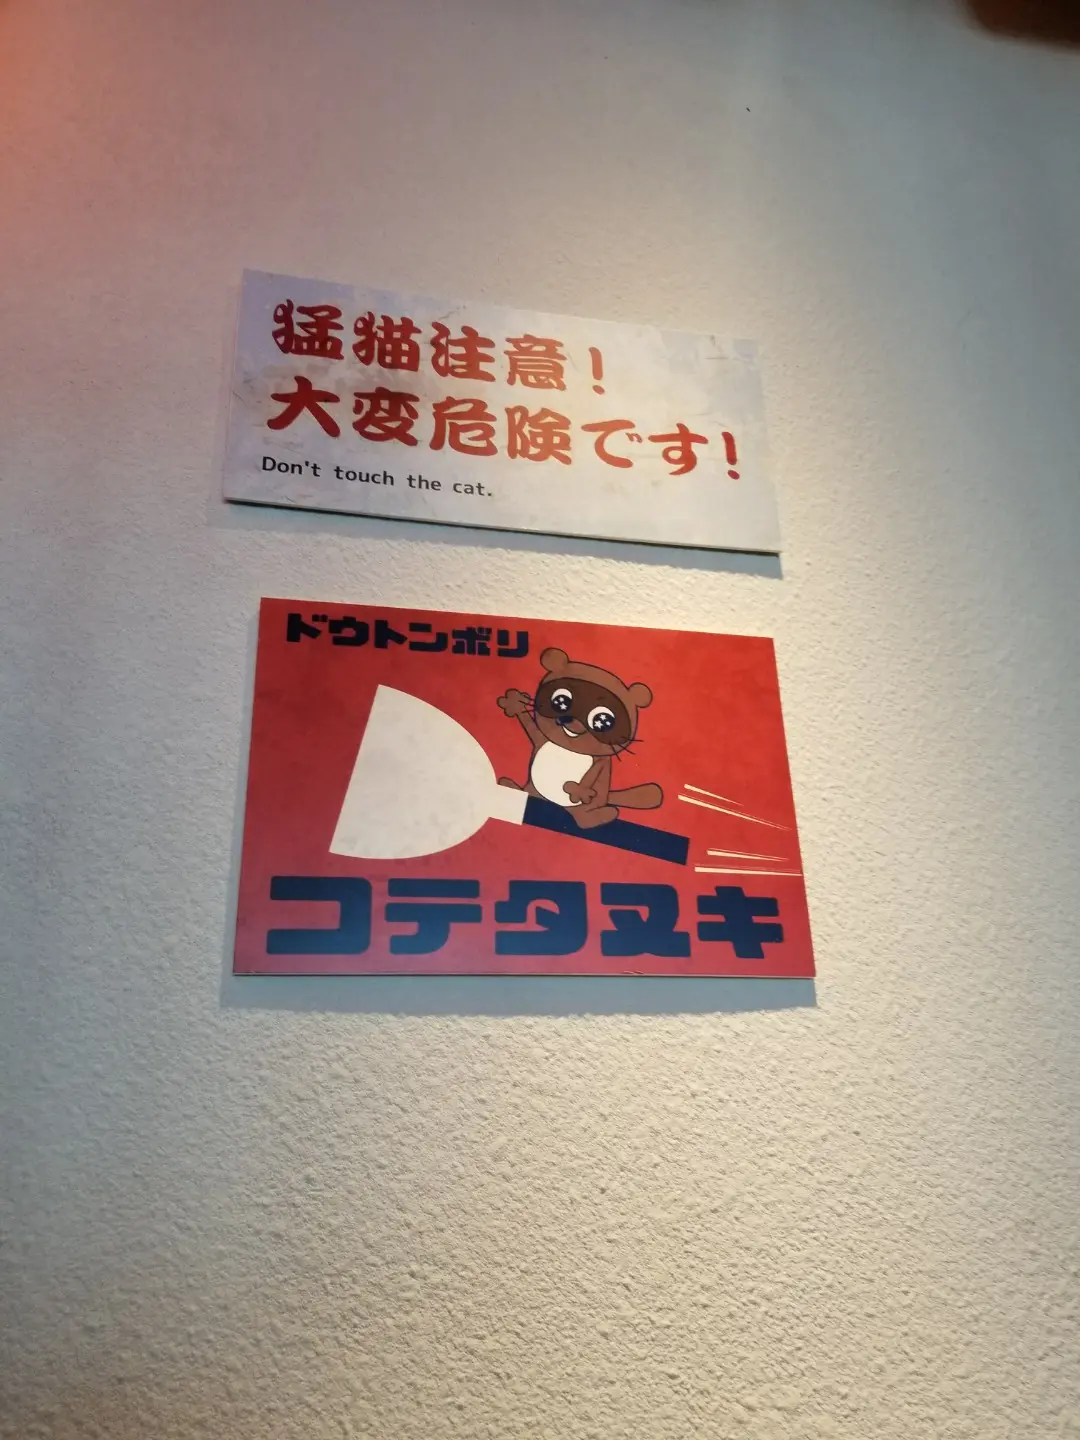 猛猫注意!
大変危険です!
Don't touch the cat.
ドウトンボリ
コテタヌキ